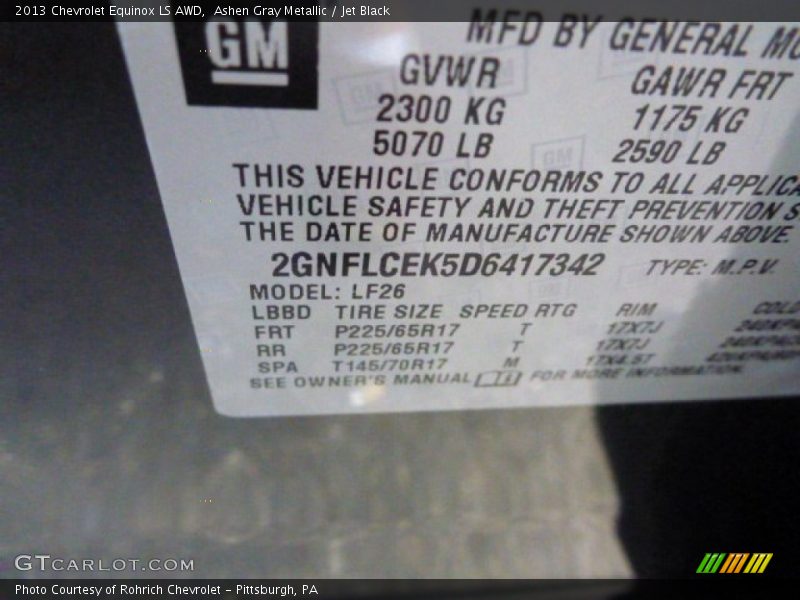 2013 Chevrolet Equinox LS AWD, Ashen Gray Metallic / Jet Black
GM
MFD BY GENERAL
GVWR GAWR FRT
2300 KG 1175 KG
5070 LB 2590 LB
THIS VEHICLE CONFORMS TO ALL APPLICA
VEHICLE SAFETY AND THEFT PREVENTION S
THE DATE OF MANUFACTURE SHOWN ABOVE.
2GNFLCEK5D6417342 TYPE: M.P.V.
MODEL: LF26
LBBD TIRE SIZE SPEED RTG RIM COLD
FRT P225/65R17 T 17X7J
RR P225/65R17 T 17X7J
SPA T145/70R17 M 17X4.5T
SEE OWNER'S MANUAL FOR MORE INFORMATION.
GTCARLOT.COM
Photo Courtesy of Rohrich Chevrolet - Pittsburgh, PA